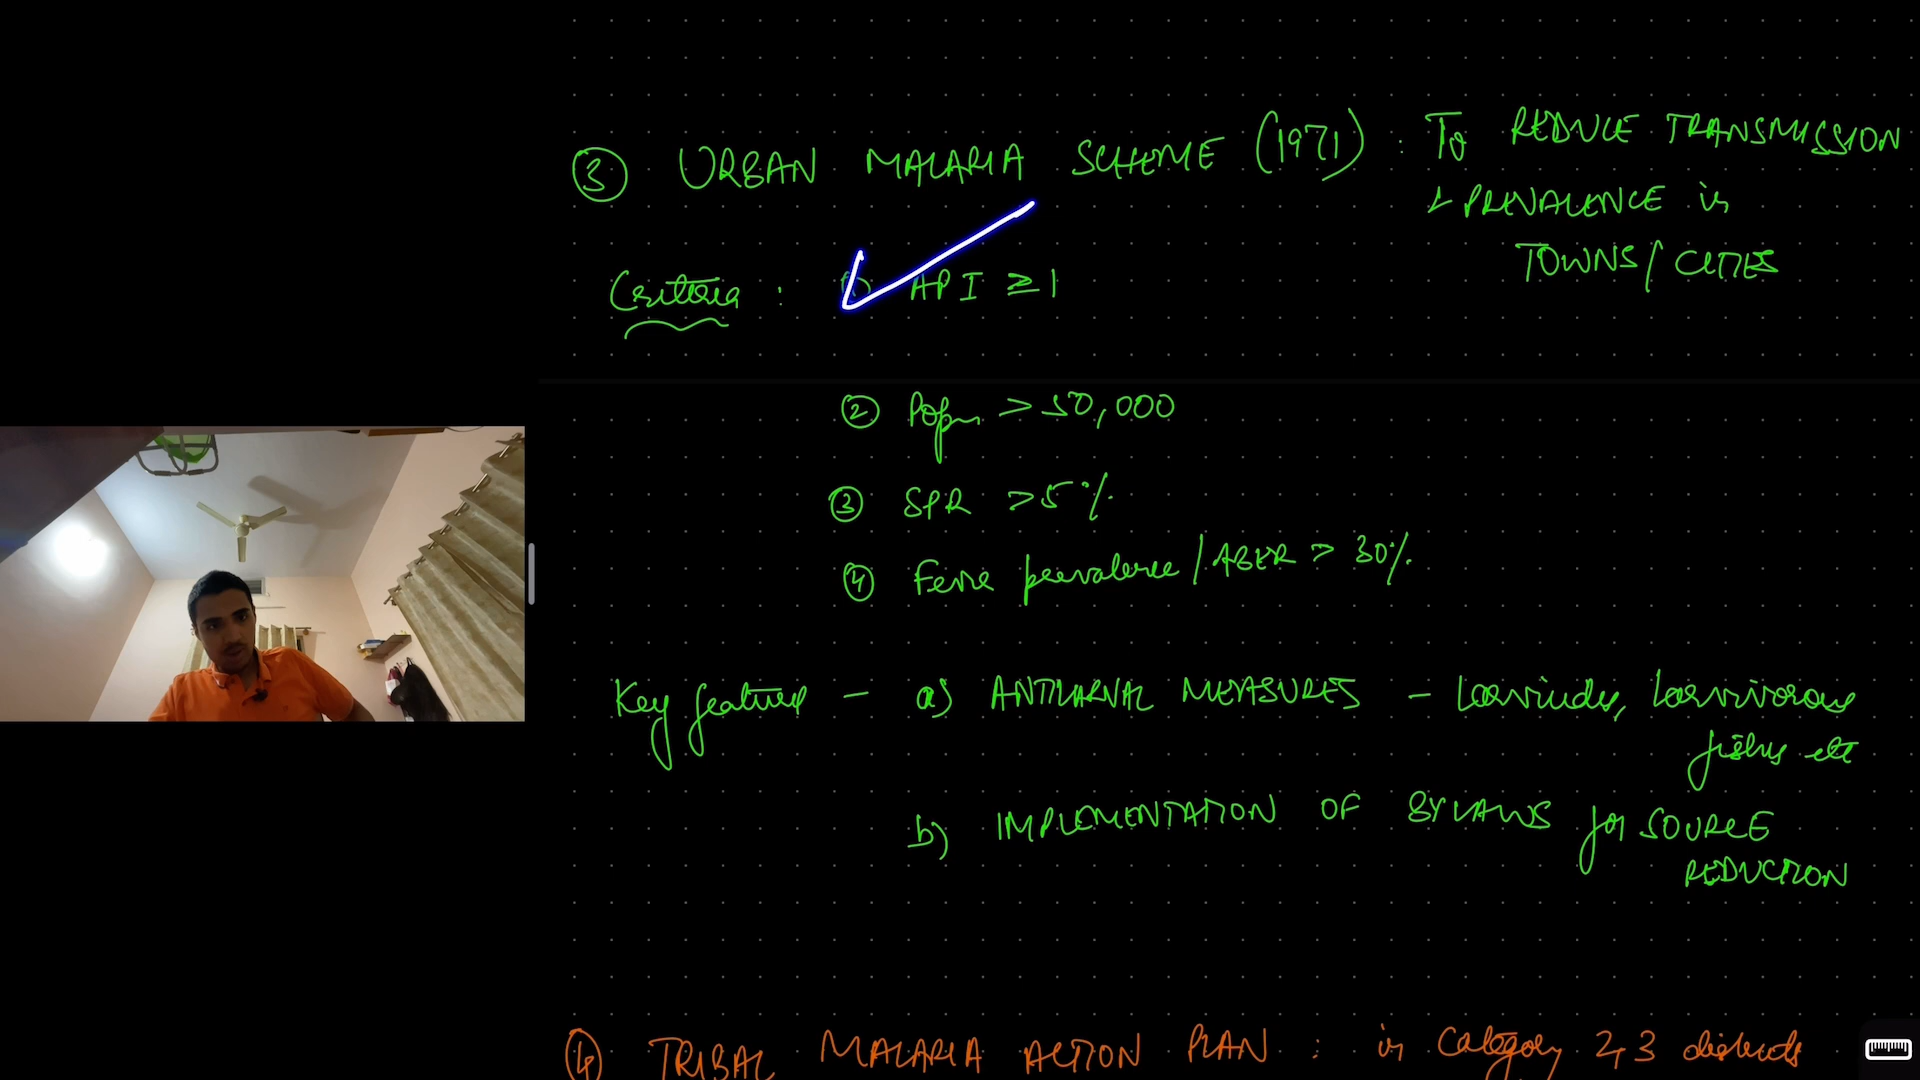 ③ URBAN MALARIA SCHEME (1971) : To REDUCE TRANSMISSION
& PREVALENCE in
TOWNS / CITIES
Criteria : ① API ≥ 1
② Popn > 50,000
③ SPR > 5%
④ Fever prevalence / ABER > 30%
Key features - a) ANTILARVAL MEASURES - Larvicides, Larvivorous
fishes etc
b) IMPLEMENTATION OF BYLAWS for SOURCE
REDUCTION
④ TRIBAL MALARIA ACTION PLAN : in Category 2, 3 districts